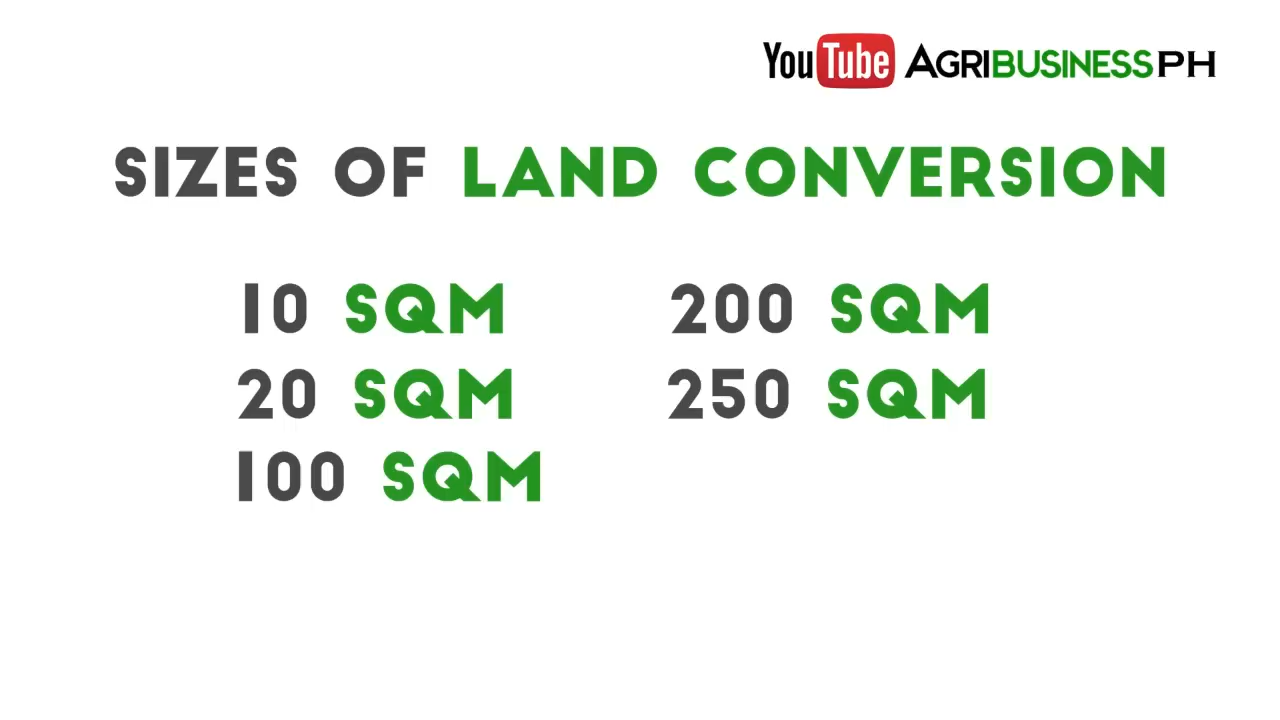 YouTube AGRIBUSINESSPH
SIZES OF LAND CONVERSION
10 SQM
20 SQM
100 SQM
200 SQM
250 SQM